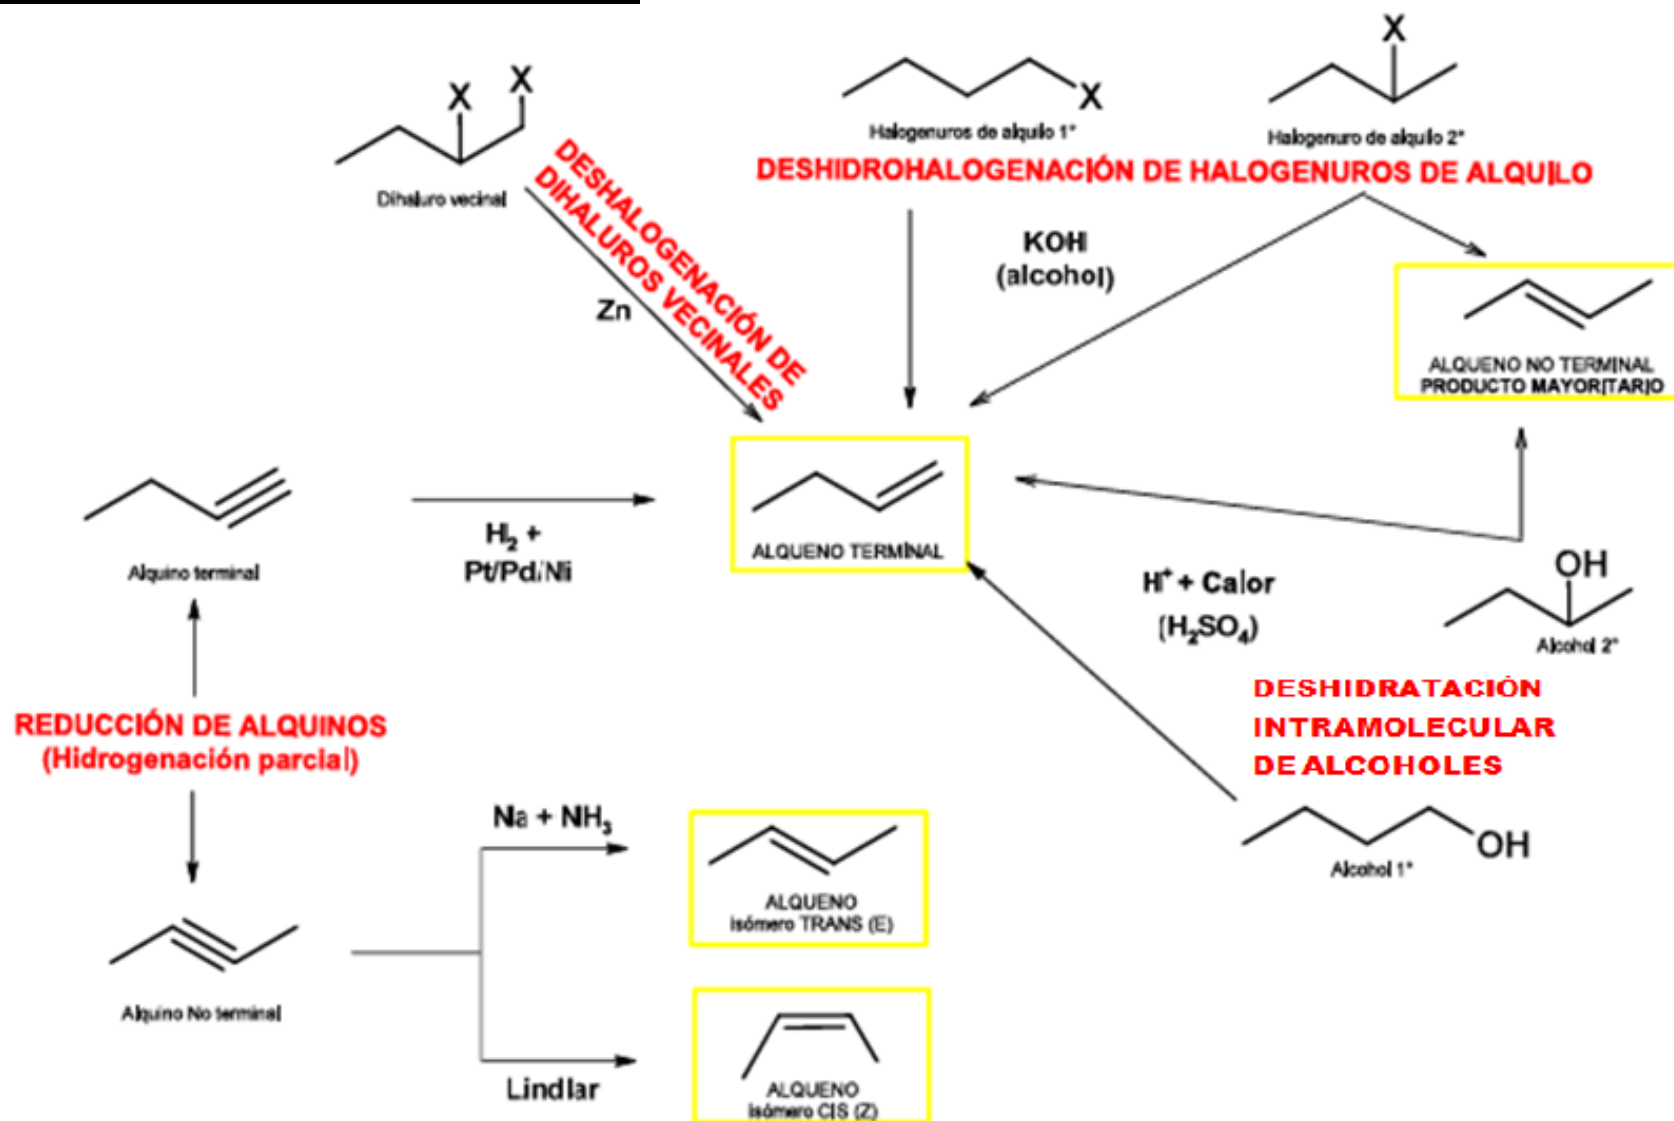 X
X
Dihaluro vecinal
DESHALOGENACIÓN DE
DIHALUROS VECINALES
Zn
X
Halogenuros de alquilo 1°
X
Halogenuro de alquilo 2°
DESHIDROHALOGENACIÓN DE HALOGENUROS DE ALQUILO
KOH
(alcohol)
ALQUENO NO TERMINAL
PRODUCTO MAYORITARIO
Alquino terminal
H₂ +
Pt/Pd/Ni
ALQUENO TERMINAL
H⁺ + Calor
(H₂SO₄)
OH
Alcohol 2°
DESHIDRATACIÓN
INTRAMOLECULAR
DE ALCOHOLES
OH
Alcohol 1°
REDUCCIÓN DE ALQUINOS
(Hidrogenación parcial)
Na + NH₃
ALQUENO
isómero TRANS (E)
Alquino No terminal
Lindlar
ALQUENO
isómero CIS (Z)